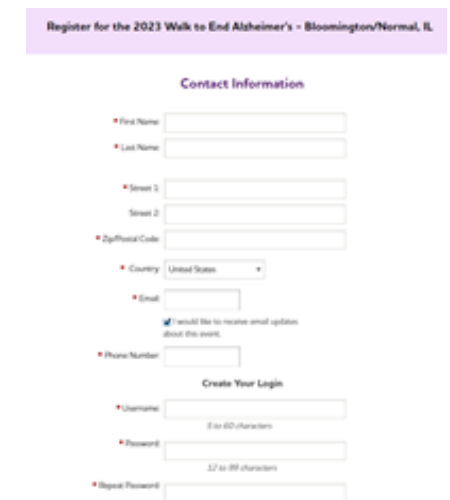 Register for the 2023 Walk to End Alzheimer's - Bloomington/Normal, IL
Contact Information
* First Name:
* Last Name:
* Street 1:
Street 2:
* Zip/Postal Code:
* Country: United States
* Email:
I would like to receive email updates
about this event.
* Phone Number:
Create Your Login
* Username:
5 to 60 characters
* Password:
12 to 99 characters
* Repeat Password: